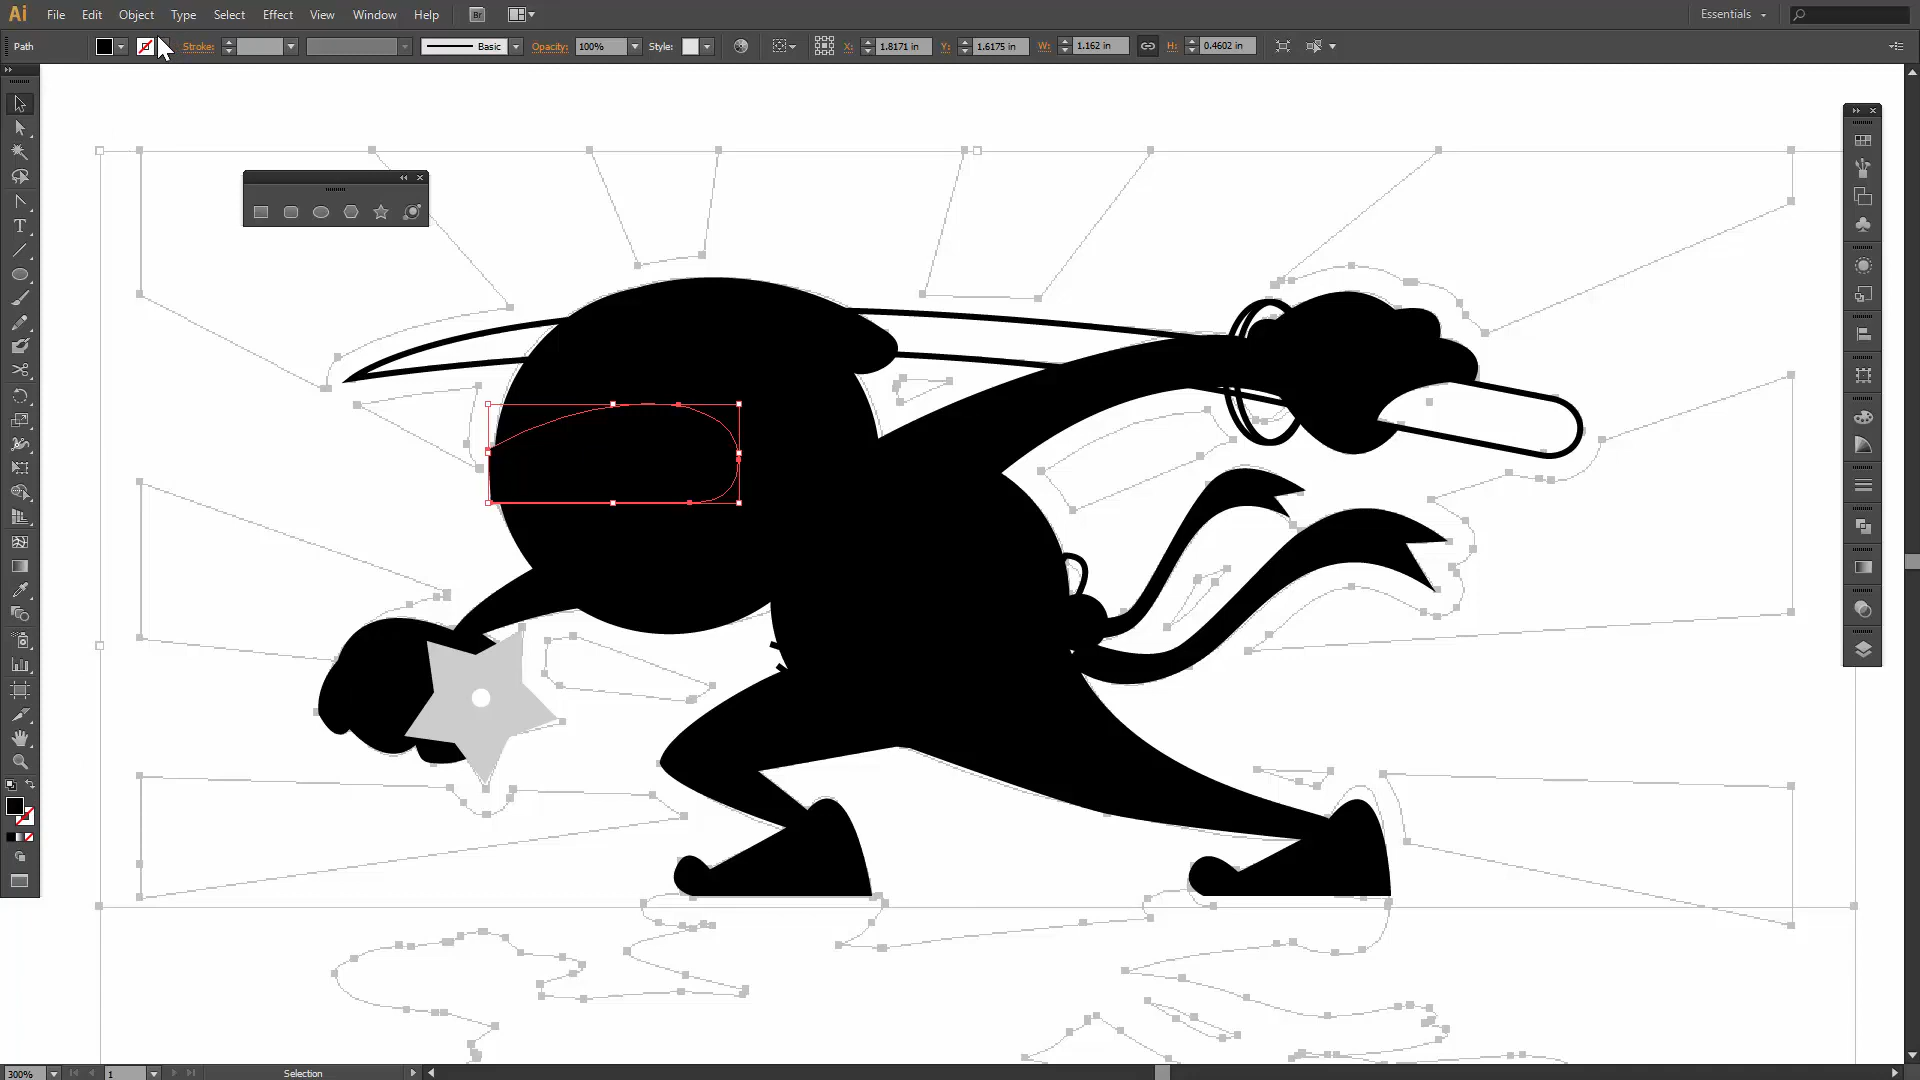 Ai File Edit Object Type Select Effect View Window Help Br Essentials
Path Stroke: Basic Opacity: 100% Style: X: 1.8171 in Y: 1.6175 in W: 1.162 in H: 0.4602 in
T
300% 1 Selection